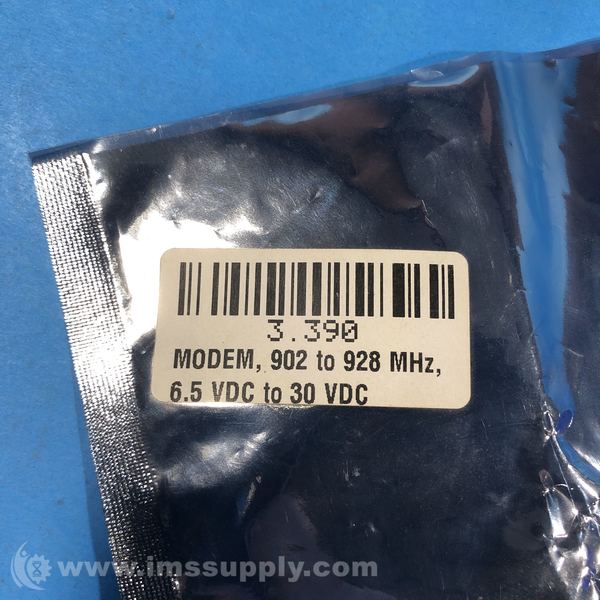 3.390
MODEM, 902 to 928 MHz,
6.5 VDC to 30 VDC
www.imssupply.com